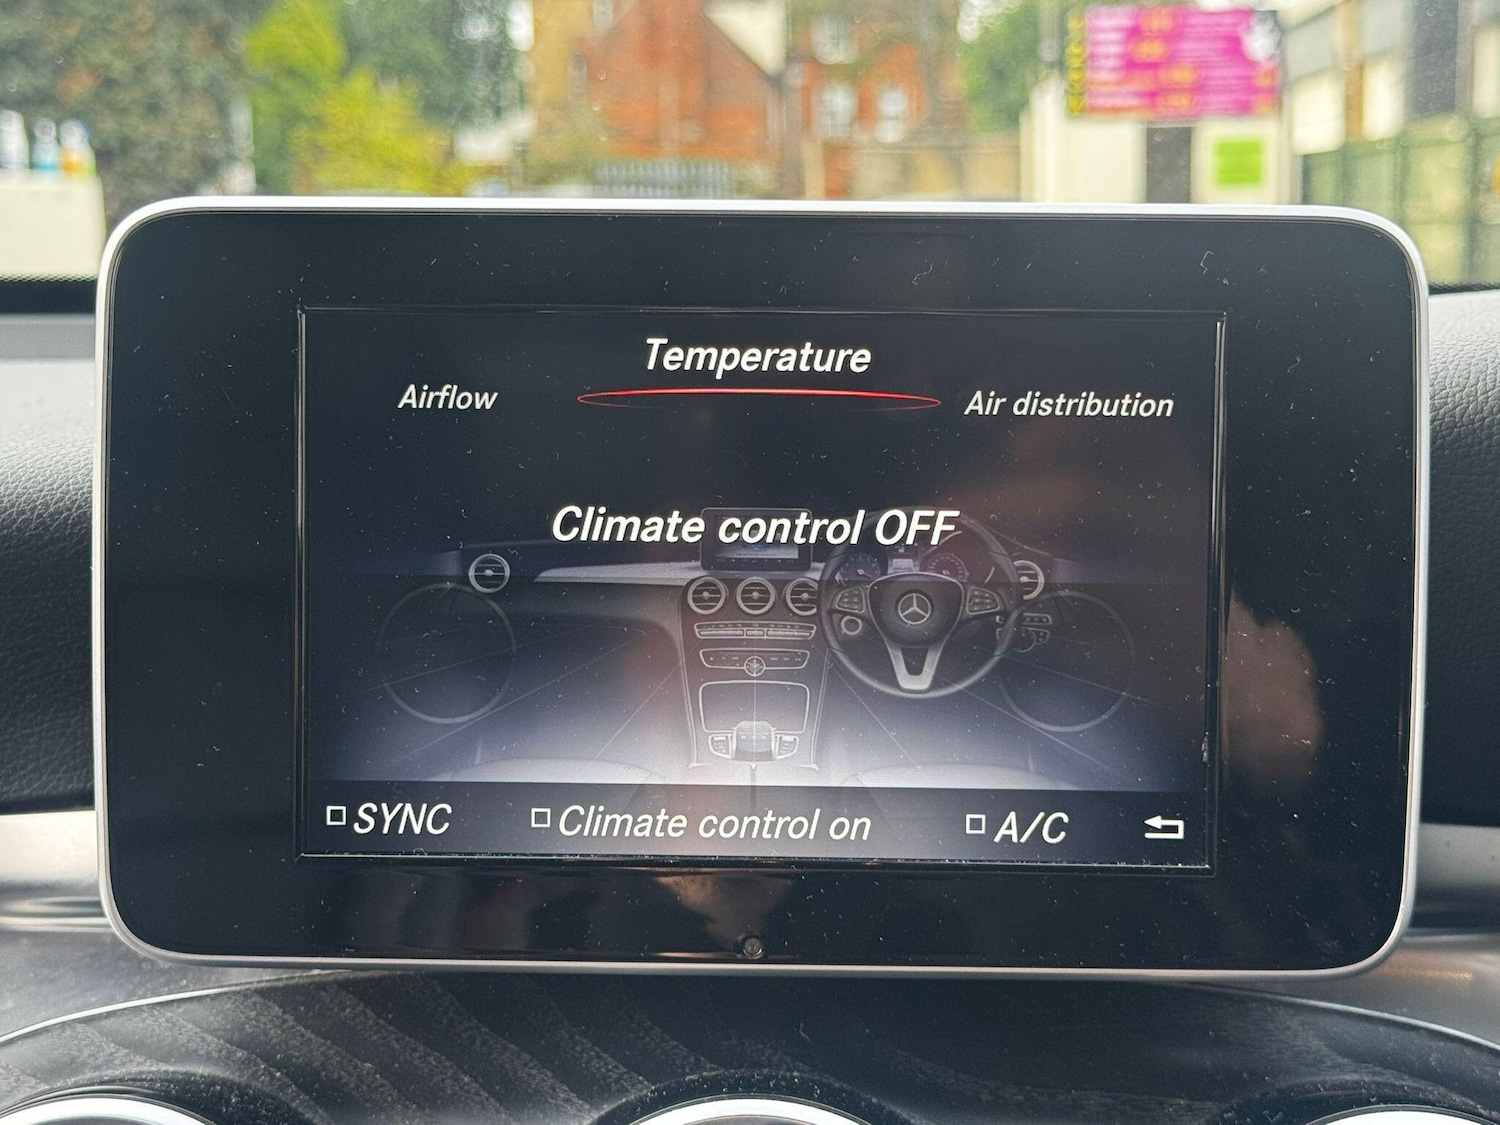 Temperature
Airflow
Air distribution
Climate control OFF
SYNC
Climate control on
A/C